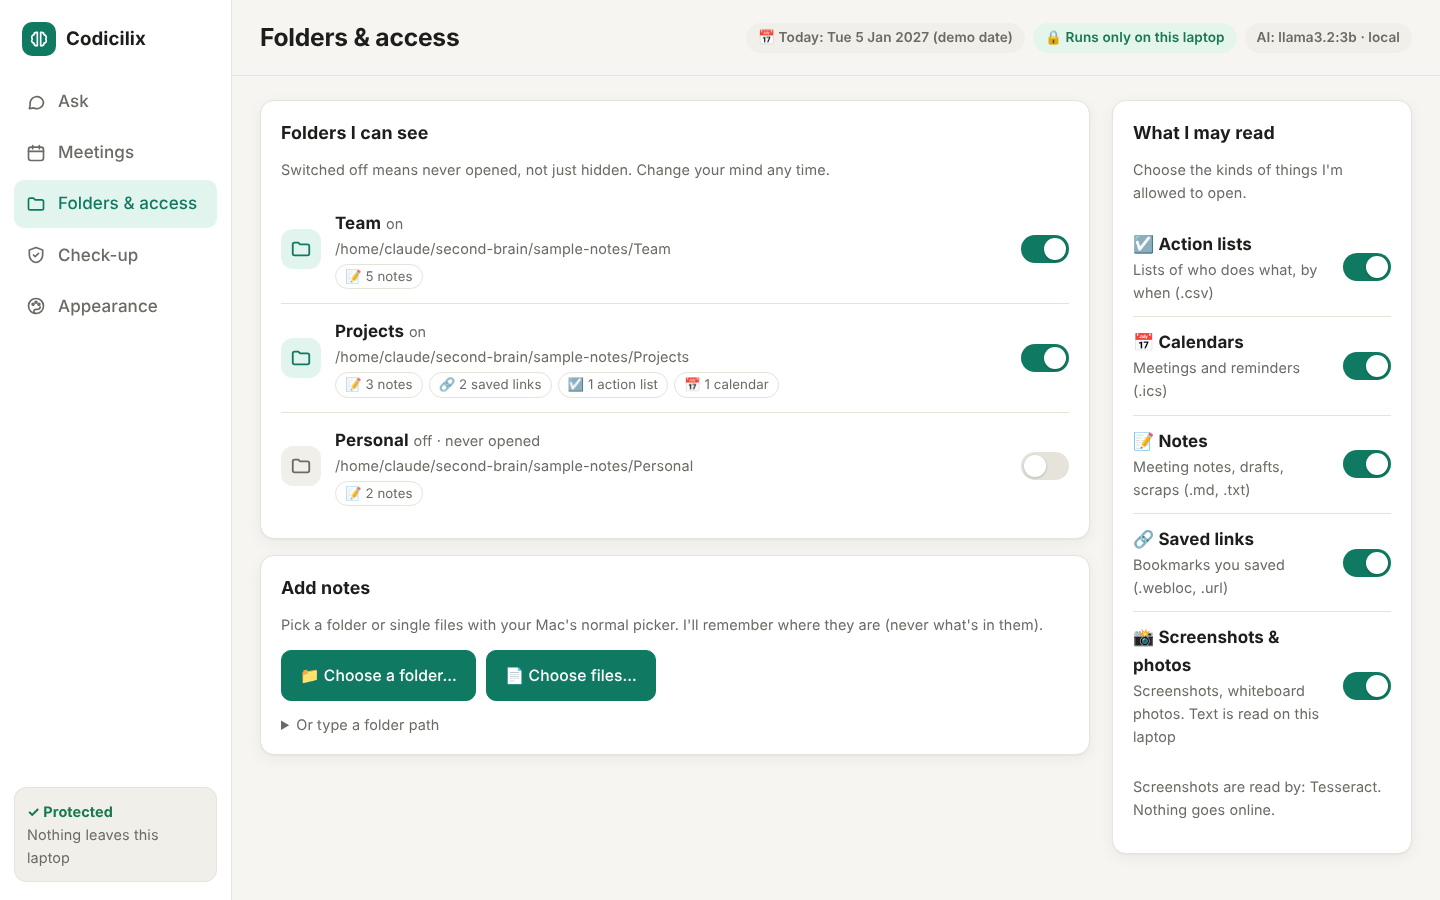 Codicilix
Ask
Meetings
Folders & access
Check-up
Appearance
✓ Protected
Nothing leaves this
laptop
Folders & access
📅 Today: Tue 5 Jan 2027 (demo date)
🔒 Runs only on this laptop
AI: llama3.2:3b · local
Folders I can see
Switched off means never opened, not just hidden. Change your mind any time.
Team on
/home/claude/second-brain/sample-notes/Team
📝 5 notes
Projects on
/home/claude/second-brain/sample-notes/Projects
📝 3 notes 🔗 2 saved links ☑️ 1 action list 📅 1 calendar
Personal off · never opened
/home/claude/second-brain/sample-notes/Personal
📝 2 notes
Add notes
Pick a folder or single files with your Mac's normal picker. I'll remember where they are (never what's in them).
📁 Choose a folder... 📄 Choose files...
▶ Or type a folder path
What I may read
Choose the kinds of things I'm
allowed to open.
☑️ Action lists
Lists of who does what, by
when (.csv)
📅 Calendars
Meetings and reminders
(.ics)
📝 Notes
Meeting notes, drafts,
scraps (.md, .txt)
🔗 Saved links
Bookmarks you saved
(.webloc, .url)
📸 Screenshots &
photos
Screenshots, whiteboard
photos. Text is read on this
laptop
Screenshots are read by: Tesseract.
Nothing goes online.